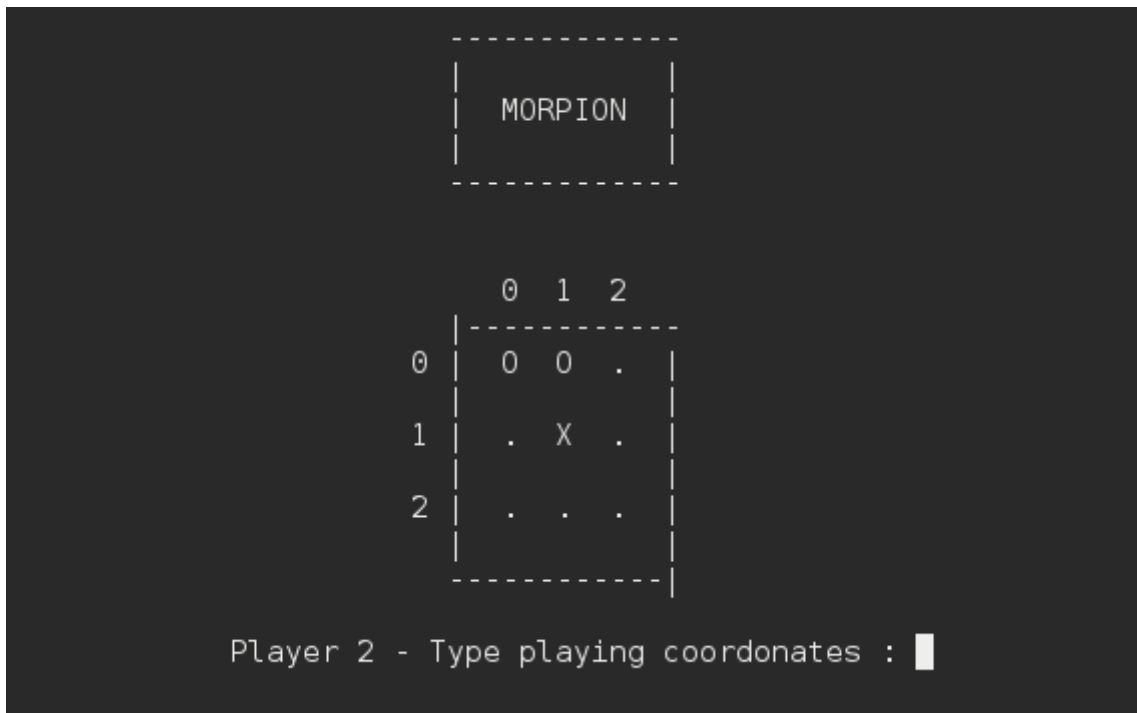 -------------
|           |
|  MORPION  |
|           |
-------------
0  1  2
|------------
0 |  O  O  .  |
|           |
1 |  .  X  .  |
|           |
2 |  .  .  .  |
|           |
------------|
Player 2 - Type playing coordonates :